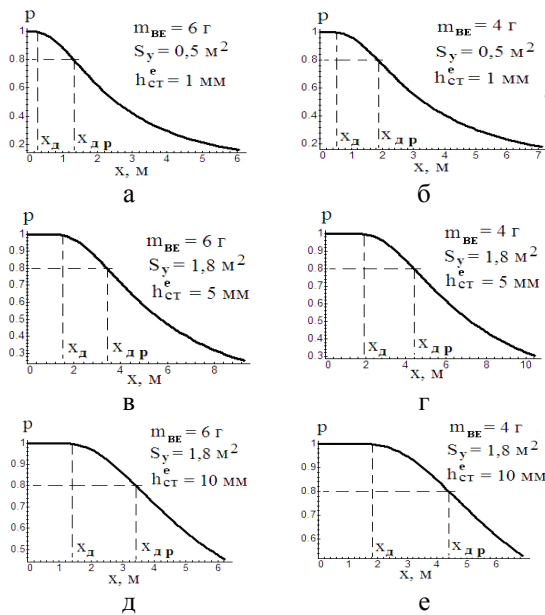 p
m_ВЕ = 6 г
S_у = 0,5 м²
h_ст^е = 1 мм
1
0.8
0.6
0.4
0.2
x_д
x_д р
0 1 2 3 4 5 6
x, м
а
p
m_ВЕ = 4 г
S_у = 0,5 м²
h_ст^е = 1 мм
1
0.8
0.6
0.4
0.2
x_д
x_д р
0 1 2 3 4 5 6 7
x, м
б
p
m_ВЕ = 6 г
S_у = 1,8 м²
h_ст^е = 5 мм
1
0.9
0.8
0.7
0.6
0.5
0.4
0.3
x_д
x_д р
0 2 4 6 8
x, м
в
p
m_ВЕ = 4 г
S_у = 1,8 м²
h_ст^е = 5 мм
1
0.9
0.8
0.7
0.6
0.5
0.4
0.3
x_д
x_д р
0 2 4 6 8 10
x, м
г
p
m_ВЕ = 6 г
S_у = 1,8 м²
h_ст^е = 10 мм
1
0.9
0.8
0.7
0.6
0.5
x_д
x_д р
0 1 2 3 4 5 6
x, м
д
p
m_ВЕ = 4 г
S_у = 1,8 м²
h_ст^е = 10 мм
1
0.9
0.8
0.7
0.6
x_д
x_д р
0 1 2 3 4 5 6
x, м
е